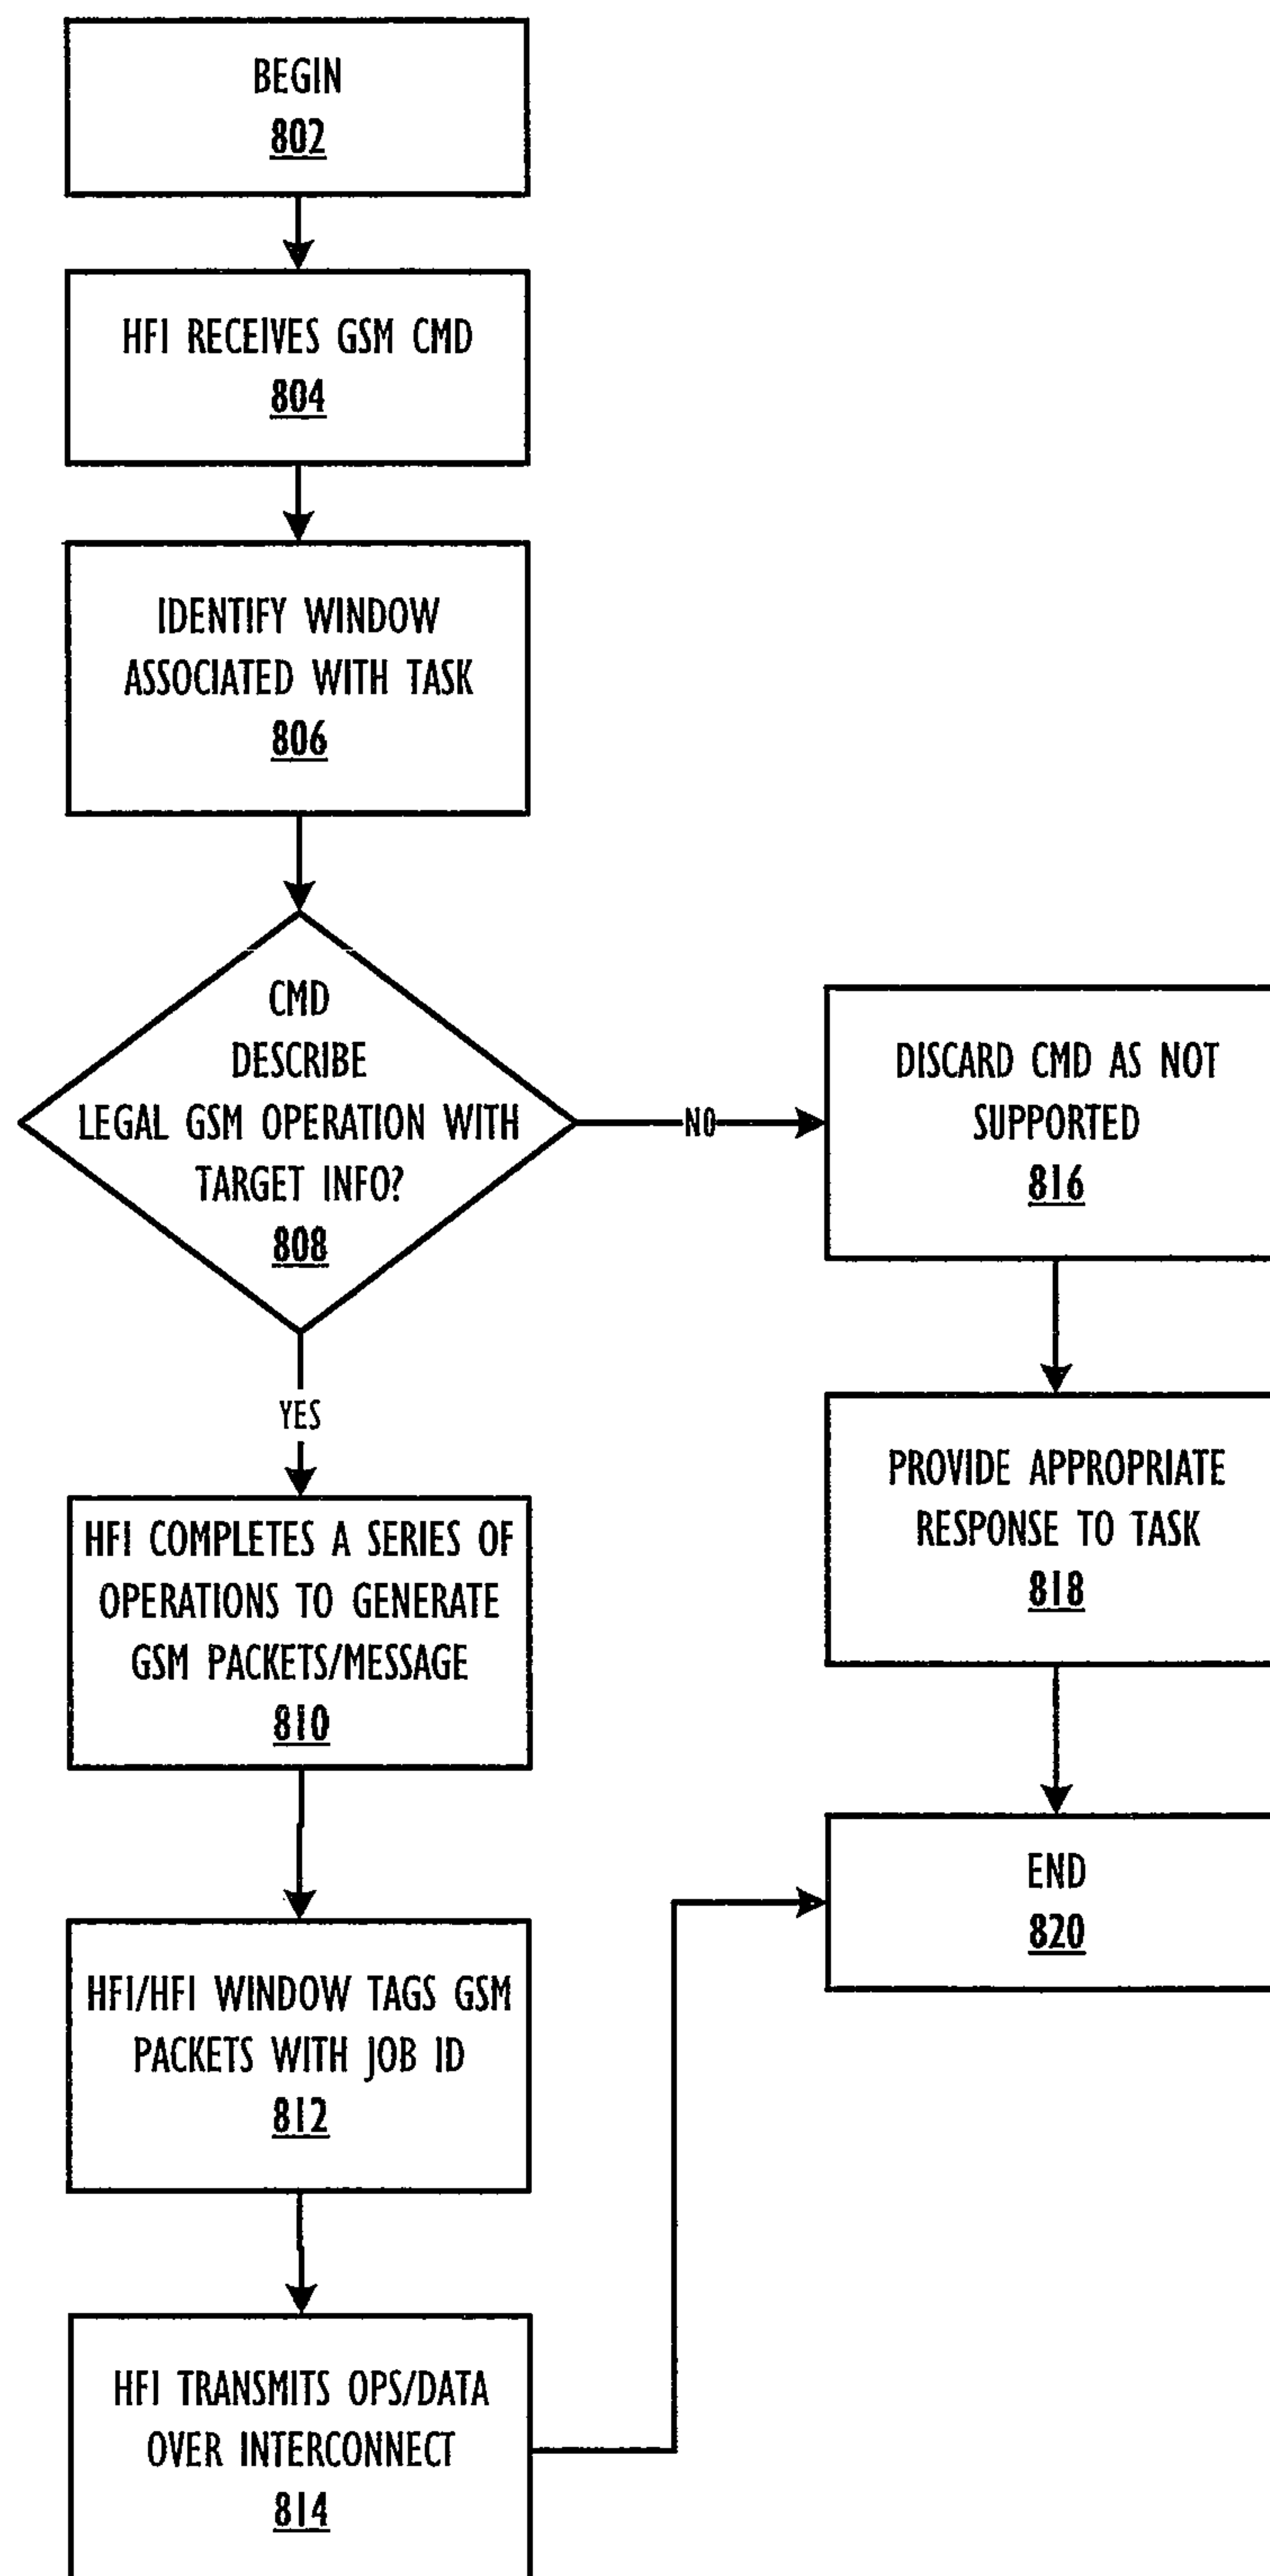 BEGIN
802
HFI RECEIVES GSM CMD
804
IDENTIFY WINDOW
ASSOCIATED WITH TASK
806
CMD
DESCRIBE
LEGAL GSM OPERATION WITH
TARGET INFO?
808
NO
DISCARD CMD AS NOT
SUPPORTED
816
YES
PROVIDE APPROPRIATE
RESPONSE TO TASK
818
HFI COMPLETES A SERIES OF
OPERATIONS TO GENERATE
GSM PACKETS/MESSAGE
810
END
820
HFI/HFI WINDOW TAGS GSM
PACKETS WITH JOB ID
812
HFI TRANSMITS OPS/DATA
OVER INTERCONNECT
814